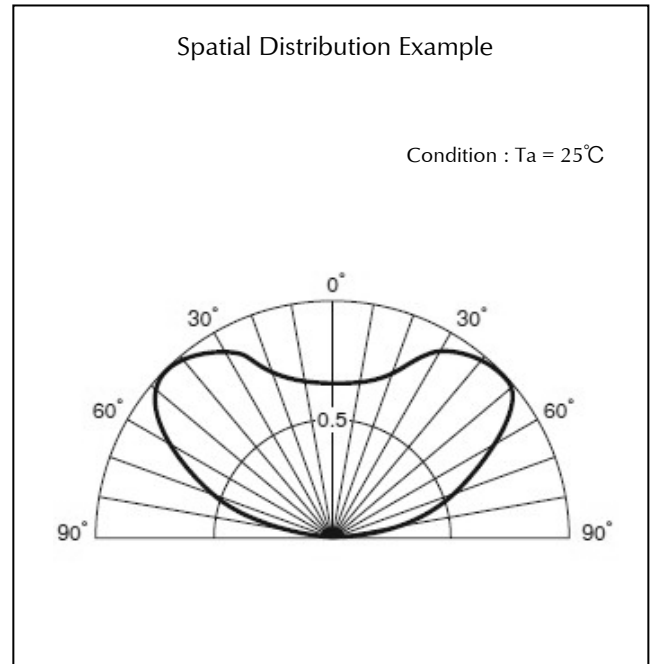 Spatial Distribution Example
Condition : Ta = 25℃
0°
30° 30°
60° 60°
0.5
90° 90°